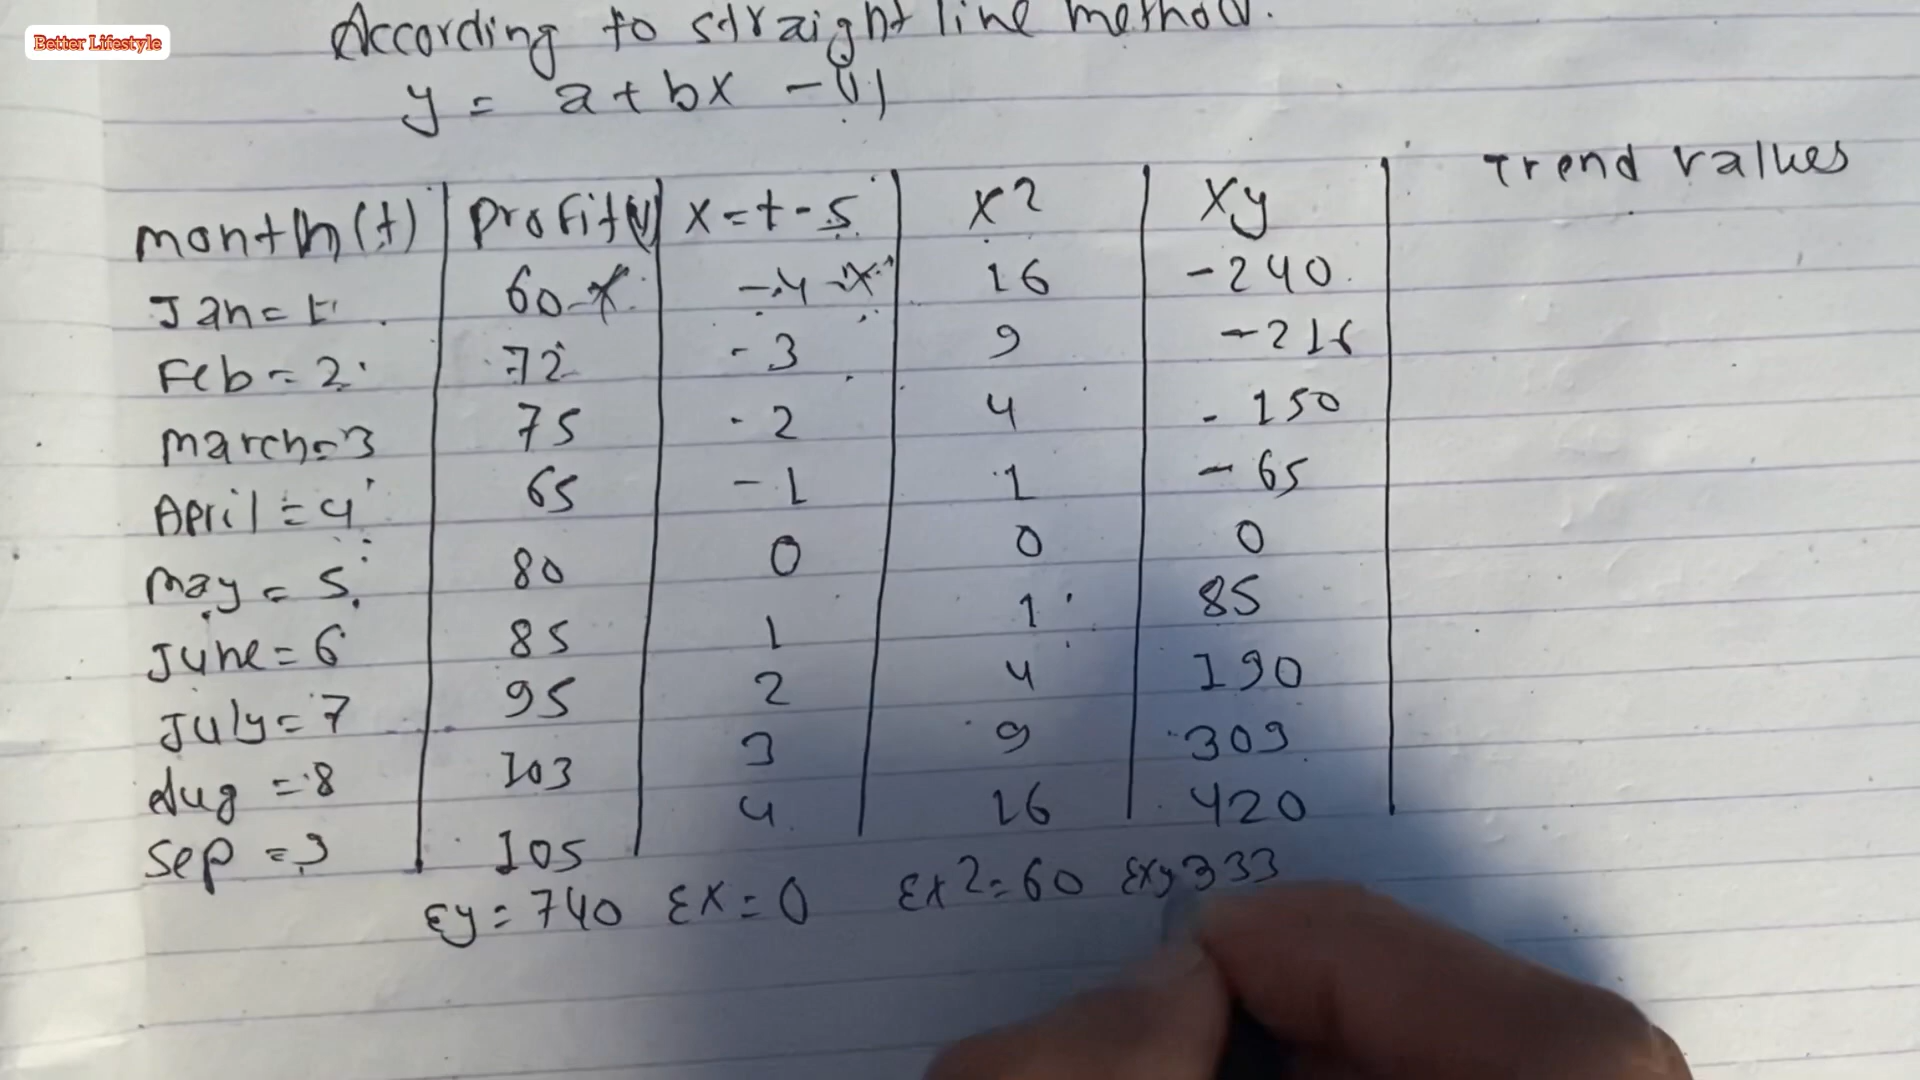 Better Lifestyle
According to straight line method.
y = a + bx - (1)
month(t) profit(y) x = t - 5 x2 xy Trend values
Jan = 1 60 -4 16 -240
Feb = 2 72 -3 9 -216
march = 3 75 -2 4 -150
April = 4 65 -1 1 -65
may = 5 80 0 0 0
June = 6 85 1 1 85
July = 7 95 2 4 190
Aug = 8 103 3 9 309
Sep = 9 105 4 16 420
Σy = 740 Σx = 0 Σx2 = 60 Σxy 333